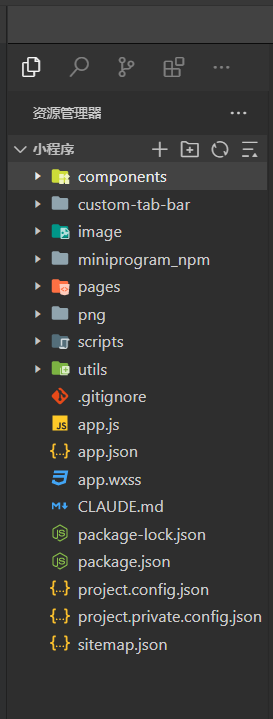 资源管理器
小程序
components
custom-tab-bar
image
miniprogram_npm
pages
png
scripts
utils
.gitignore
JS app.js
{..} app.json
app.wxss
CLAUDE.md
package-lock.json
package.json
{..} project.config.json
{..} project.private.config.json
{..} sitemap.json